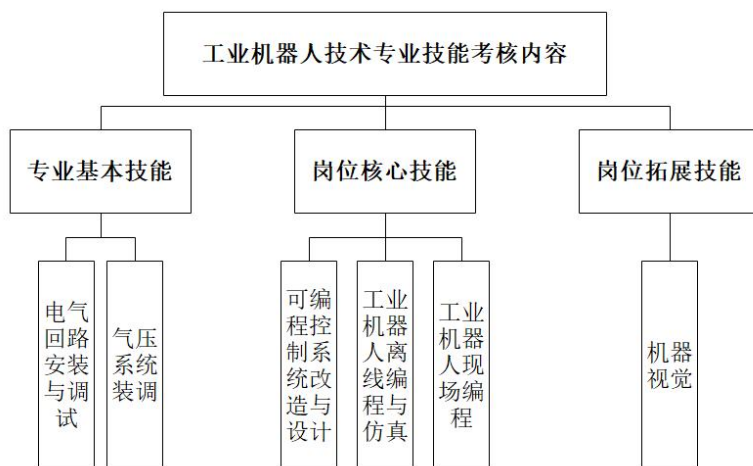 工业机器人技术专业技能考核内容
专业基本技能
岗位核心技能
岗位拓展技能
电气
回路
安装
与调
试
气压
系统
装调
可编
程控
制系
统改
造与
设计
工业
机器
人离
线编
程与
仿真
工业
机器
人现
场编
程
机器
视觉